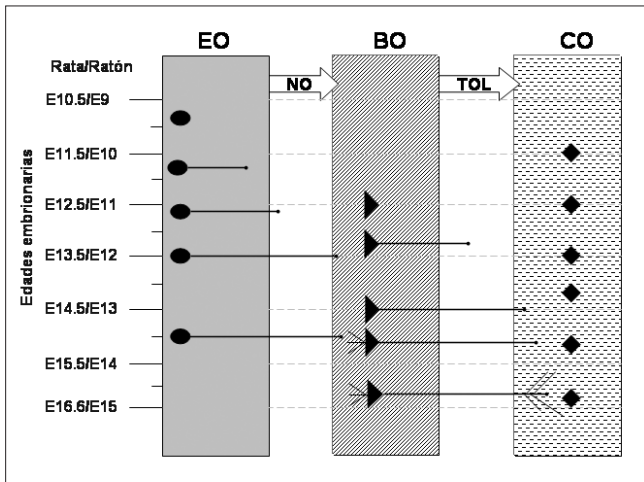 EO BO CO
Rata/Ratón
NO TOL
E10.5/E9
E11.5/E10
E12.5/E11
E13.5/E12
E14.5/E13
E15.5/E14
E16.6/E15
Edades embrionarias